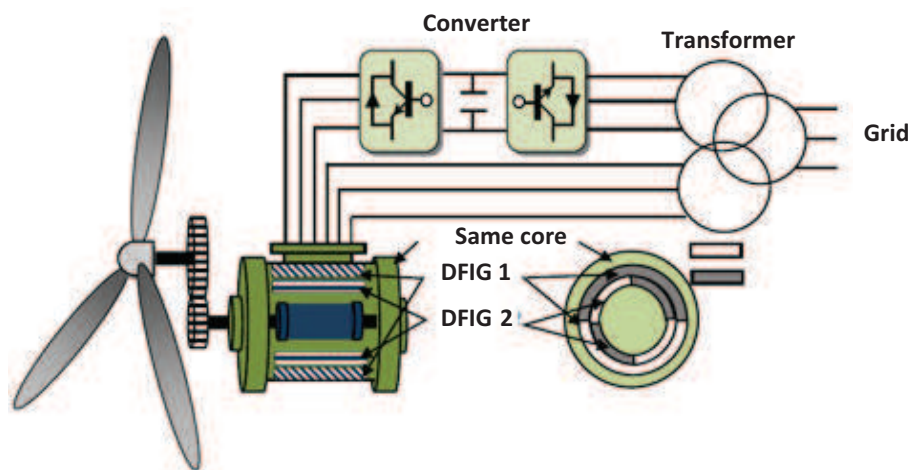 Converter
Transformer
Grid
Same core
DFIG 1
DFIG 2